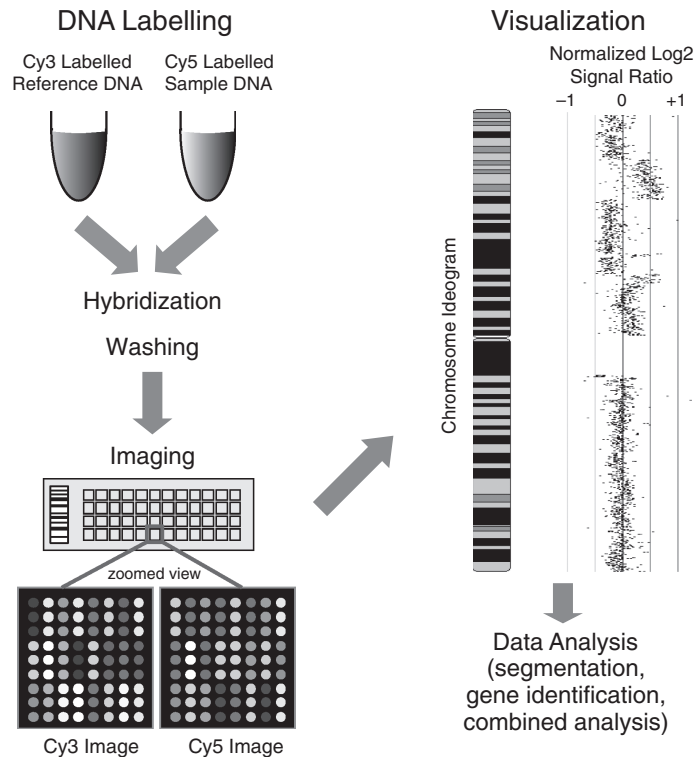 DNA Labelling
Cy3 Labelled
Reference DNA
Cy5 Labelled
Sample DNA
Hybridization
Washing
Imaging
zoomed view
Cy3 Image
Cy5 Image
Visualization
Normalized Log2
Signal Ratio
–1
0
+1
Chromosome Ideogram
Data Analysis
(segmentation,
gene identification,
combined analysis)